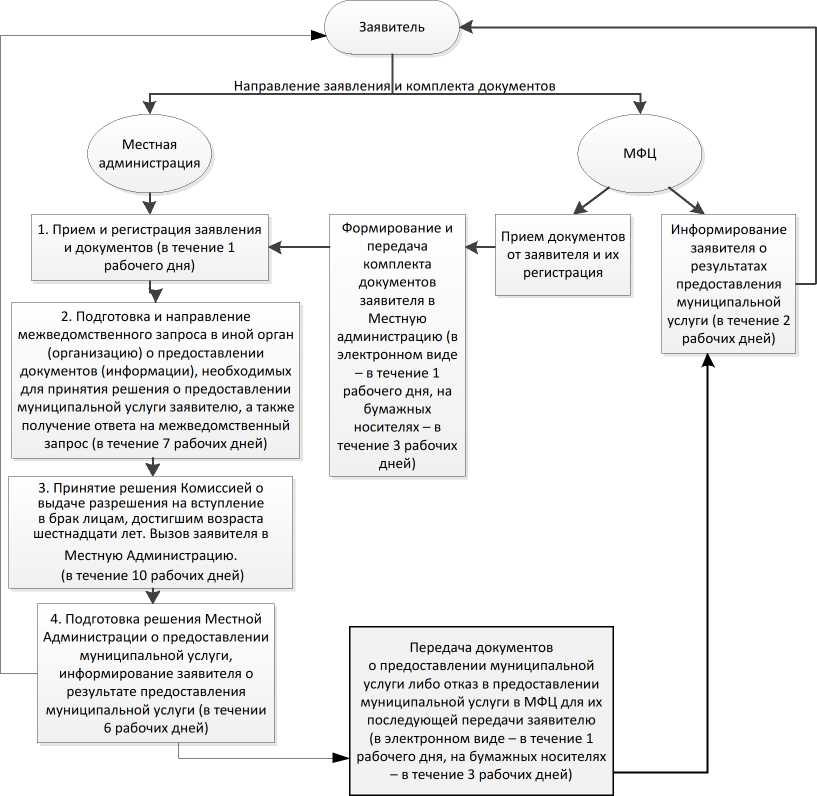 Заявитель
Направление заявления и комплекта документов
Местная
администрация
МФЦ
1. Прием и регистрация заявления
и документов (в течение 1
рабочего дня)
Формирование и
передача
комплекта
документов
заявителя в
Местную
администрацию (в
электронном виде
– в течение 1
рабочего дня, на
бумажных
носителях – в
течение 3 рабочих
дней)
Прием документов
от заявителя и их
регистрация
Информирование
заявителя о
результатах
предоставления
муниципальной
услуги (в течение 2
рабочих дней)
2. Подготовка и направление
межведомственного запроса в иной орган
(организацию) о предоставлении
документов (информации), необходимых
для принятия решения о предоставлении
муниципальной услуги заявителю, а также
получение ответа на межведомственный
запрос (в течение 7 рабочих дней)
3. Принятие решения Комиссией о
выдаче разрешения на вступление
в брак лицам, достигшим возраста
шестнадцати лет. Вызов заявителя в
Местную Администрацию.
(в течение 10 рабочих дней)
4. Подготовка решения Местной
Администрации о предоставлении
муниципальной услуги,
информирование заявителя о
результате предоставления
муниципальной услуги (в течении
6 рабочих дней)
Передача документов
о предоставлении муниципальной
услуги либо отказ в предоставлении
муниципальной услуги в МФЦ для их
последующей передачи заявителю
(в электронном виде – в течение 1
рабочего дня, на бумажных носителях
– в течение 3 рабочих дней)